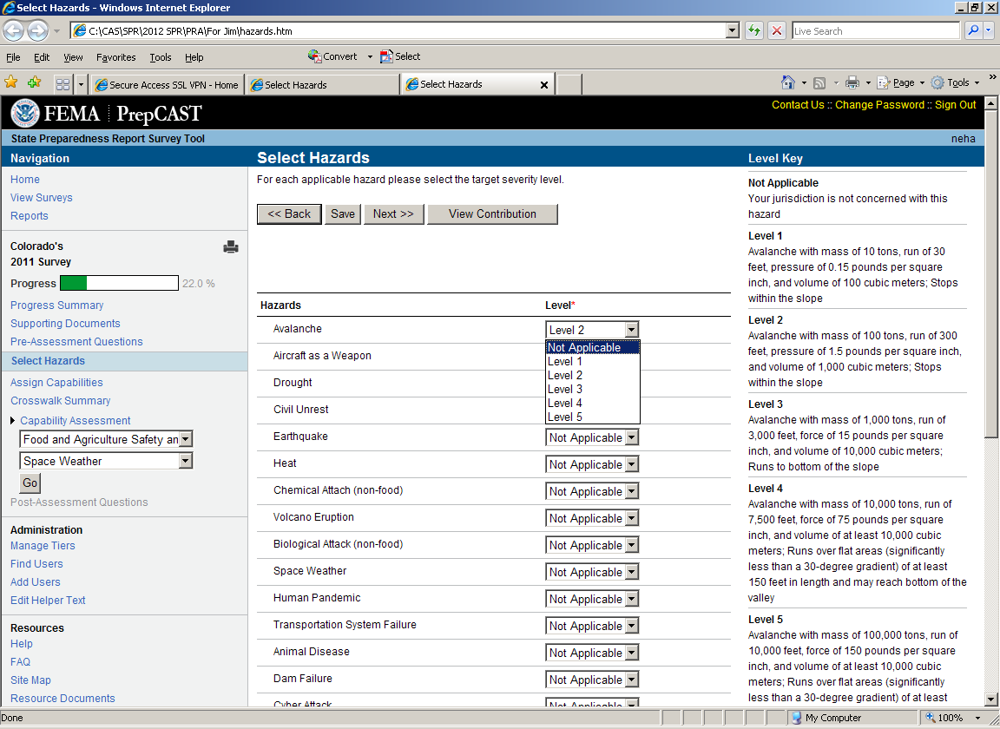 Select Hazards - Windows Internet Explorer
C:\CAS\SPR\2012 SPR\PRA\For Jim\hazards.htm
Live Search
File Edit View Favorites Tools Help
Convert Select
Secure Access SSL VPN - Home
Select Hazards
Select Hazards
Page Tools
FEMA PrepCAST
Contact Us :: Change Password :: Sign Out
State Preparedness Report Survey Tool
neha
Navigation
Home
View Surveys
Reports
Colorado's
2011 Survey
Progress 22.0 %
Progress Summary
Supporting Documents
Pre-Assessment Questions
Select Hazards
Assign Capabilities
Crosswalk Summary
Capability Assessment
Food and Agriculture Safety an
Space Weather
Go
Post-Assessment Questions
Administration
Manage Tiers
Find Users
Add Users
Edit Helper Text
Resources
Help
FAQ
Site Map
Resource Documents
Select Hazards
For each applicable hazard please select the target severity level.
<< Back Save Next >> View Contribution
Hazards Level*
Avalanche Level 2
Not Applicable
Level 1
Level 2
Level 3
Level 4
Level 5
Aircraft as a Weapon
Drought
Civil Unrest
Earthquake Not Applicable
Heat Not Applicable
Chemical Attach (non-food) Not Applicable
Volcano Eruption Not Applicable
Biological Attack (non-food) Not Applicable
Space Weather Not Applicable
Human Pandemic Not Applicable
Transportation System Failure Not Applicable
Animal Disease Not Applicable
Dam Failure Not Applicable
Cyber Attack Not Applicable
Level Key
Not Applicable
Your jurisdiction is not concerned with this
hazard
Level 1
Avalanche with mass of 10 tons, run of 30
feet, pressure of 0.15 pounds per square
inch, and volume of 100 cubic meters; Stops
within the slope
Level 2
Avalanche with mass of 100 tons, run of 300
feet, pressure of 1.5 pounds per square inch,
and volume of 1,000 cubic meters; Stops
within the slope
Level 3
Avalanche with mass of 1,000 tons, run of
3,000 feet, force of 15 pounds per square
inch, and volume of 10,000 cubic meters;
Runs to bottom of the slope
Level 4
Avalanche with mass of 10,000 tons, run of
7,500 feet, force of 75 pounds per square
inch, and volume of at least 10,000 cubic
meters; Runs over flat areas (significantly
less than a 30-degree gradient) of at least
150 feet in length and may reach bottom of the
valley
Level 5
Avalanche with mass of 100,000 tons, run of
10,000 feet, force of 150 pounds per square
inch, and volume of at least 10,000 cubic
meters; Runs over flat areas (significantly
less than a 30-degree gradient) of at least
Done
My Computer
100%